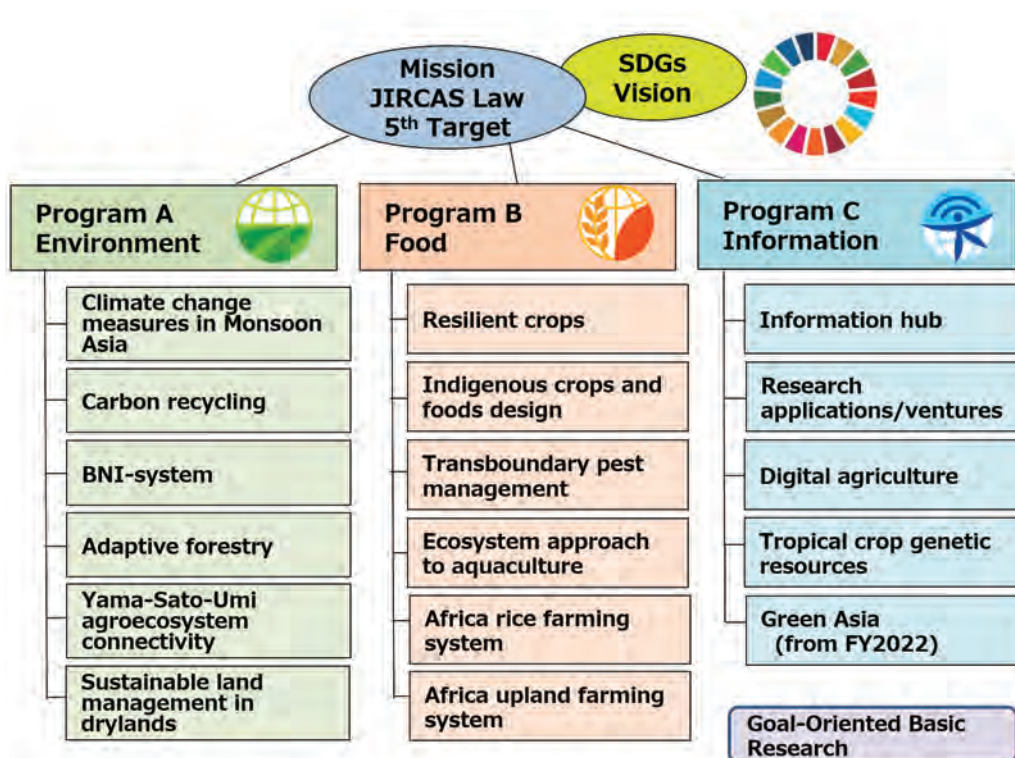 Mission
JIRCAS Law
5th Target
SDGs
Vision
Program A
Environment
Climate change
measures in Monsoon
Asia
Carbon recycling
BNI-system
Adaptive forestry
Yama-Sato-Umi
agroecosystem
connectivity
Sustainable land
management in
drylands
Program B
Food
Resilient crops
Indigenous crops and
foods design
Transboundary pest
management
Ecosystem approach
to aquaculture
Africa rice farming
system
Africa upland farming
system
Program C
Information
Information hub
Research
applications/ventures
Digital agriculture
Tropical crop genetic
resources
Green Asia
(from FY2022)
Goal-Oriented Basic
Research